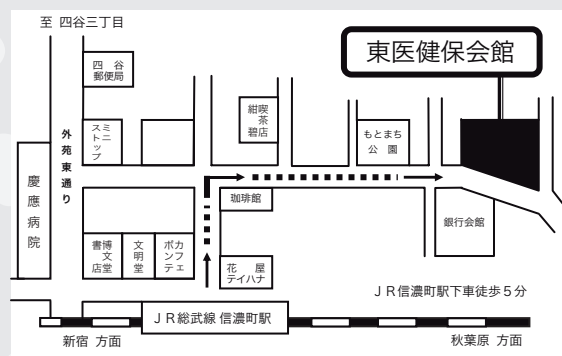 至 四谷三丁目
東医健保会館
四谷
郵便局
ミニ
ストップ
喫茶店
紺碧
もとまち
公園
外苑東通り
慶應病院
珈琲館
銀行会館
博文堂
書店
文明堂
カフェ
ボンテ
花屋
テイハナ
JR信濃町駅下車徒歩5分
JR総武線 信濃町駅
新宿 方面
秋葉原 方面